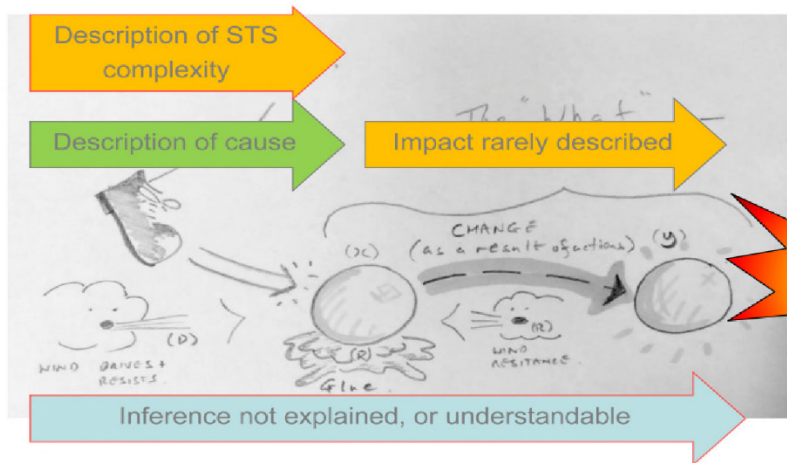 Description of STS
complexity
The "What"
Description of cause
Impact rarely described
CHANGE
(x)
(as a result of actions)
(y)
(D)
WIND DRIVES +
RESISTS.
(R)
Glue.
(R)
WIND
RESITANCE.
Inference not explained, or understandable